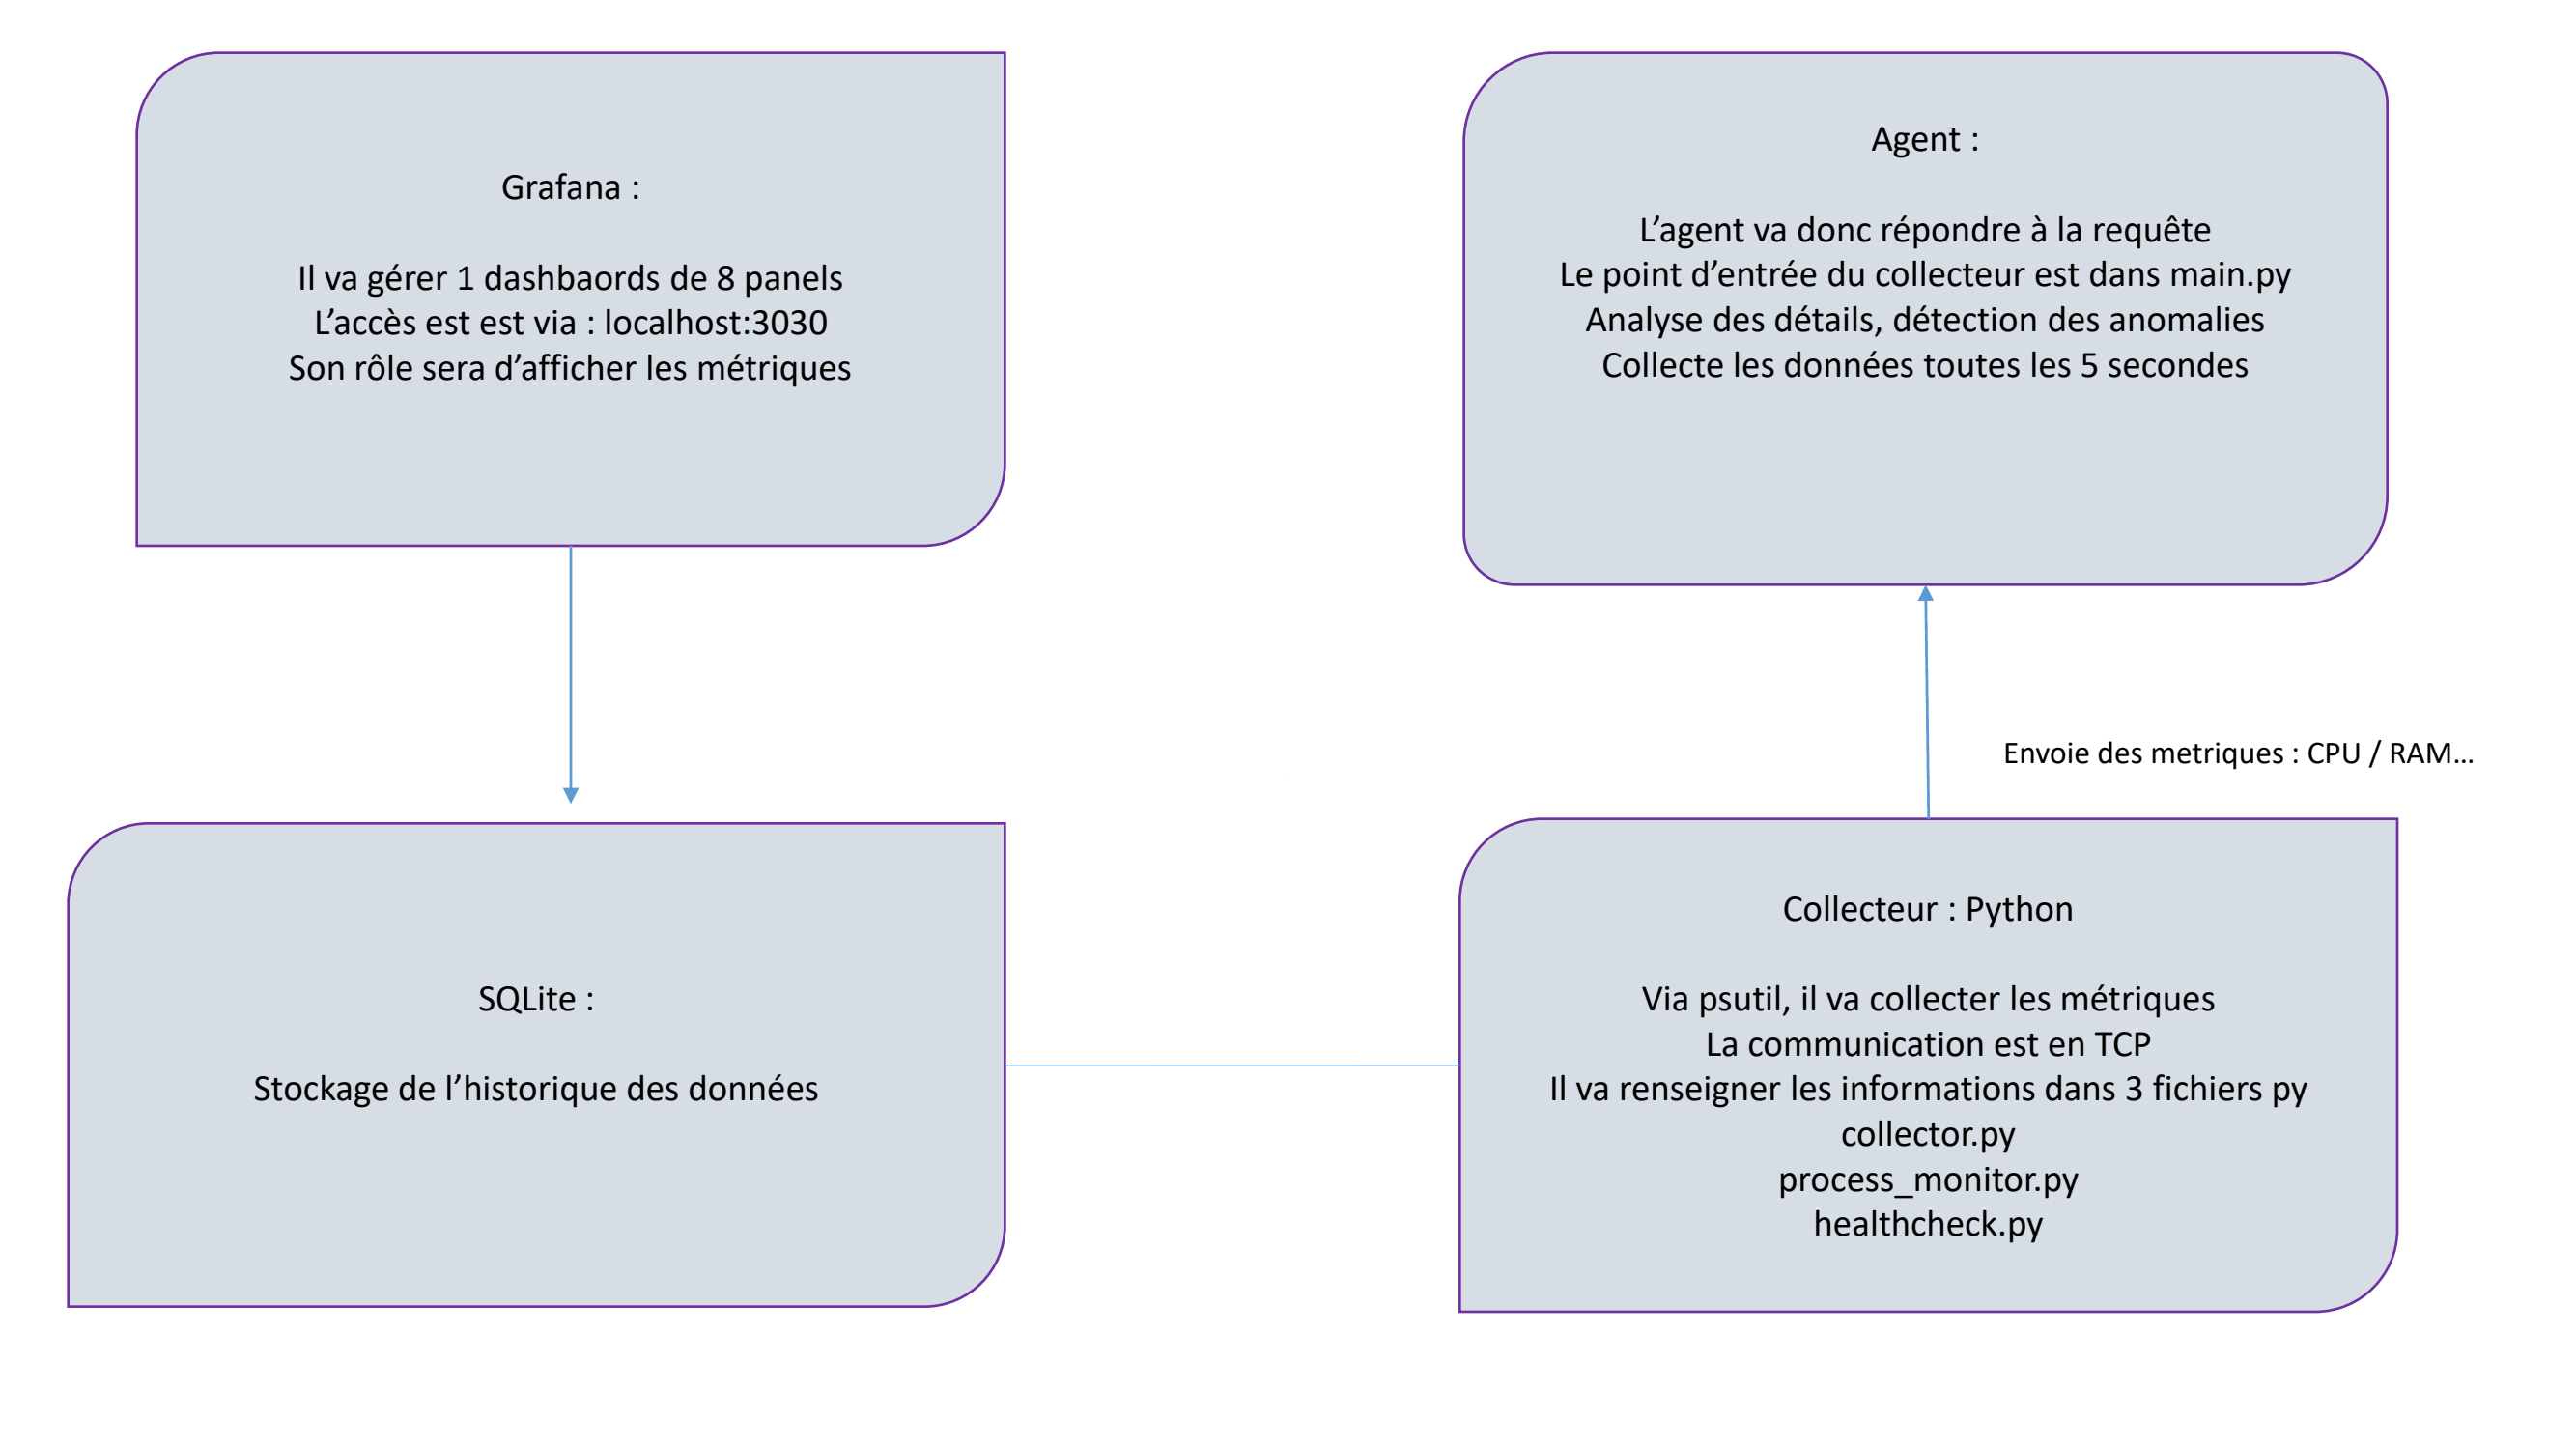 Grafana :
Il va gérer 1 dashbaords de 8 panels
L’accès est est via : localhost:3030
Son rôle sera d’afficher les métriques
Agent :
L’agent va donc répondre à la requête
Le point d’entrée du collecteur est dans main.py
Analyse des détails, détection des anomalies
Collecte les données toutes les 5 secondes
Envoie des metriques : CPU / RAM…
SQLite :
Stockage de l’historique des données
Collecteur : Python
Via psutil, il va collecter les métriques
La communication est en TCP
Il va renseigner les informations dans 3 fichiers py
collector.py
process_monitor.py
healthcheck.py